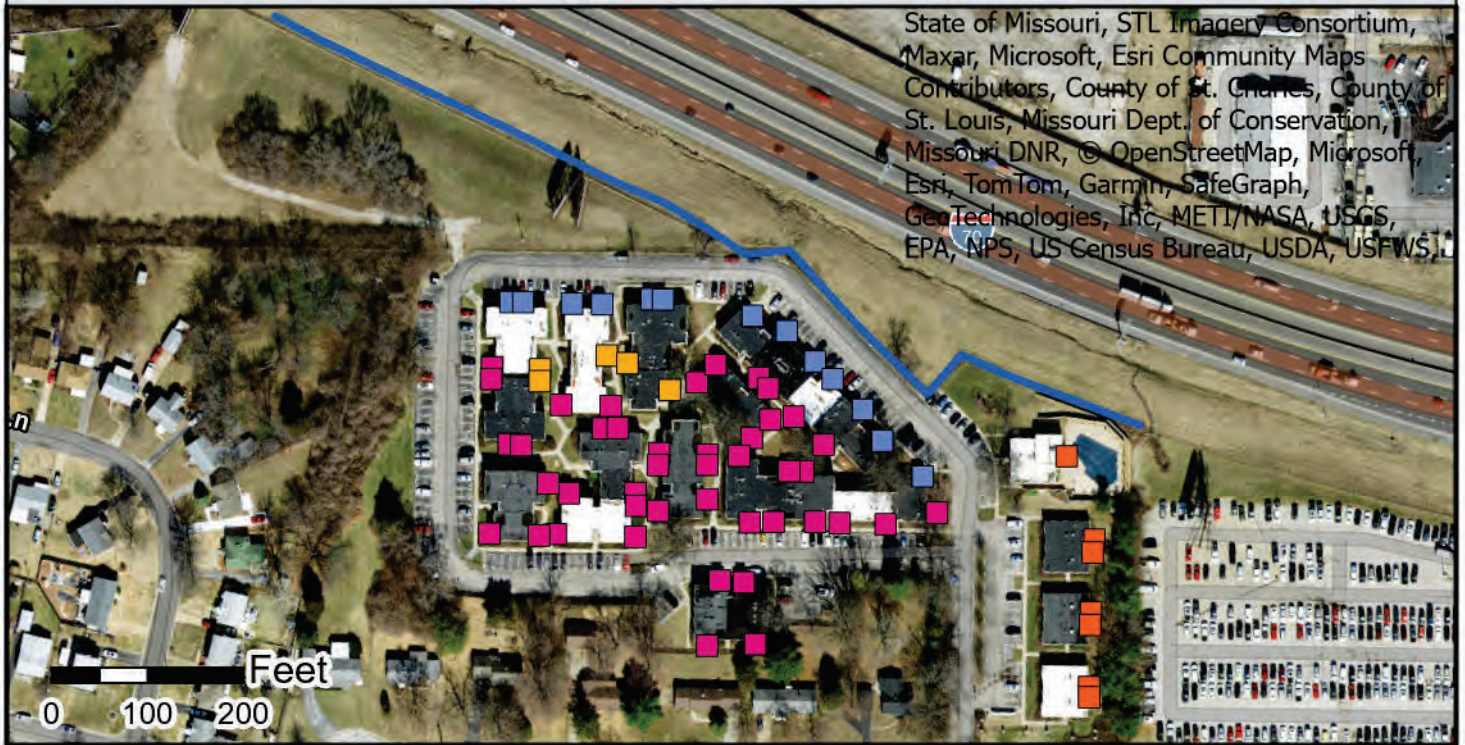 State of Missouri, STL Imagery Consortium,
Maxar, Microsoft, Esri Community Maps
Contributors, County of St. Charles, County of
St. Louis, Missouri Dept. of Conservation,
Missouri DNR, © OpenStreetMap, Microsoft,
Esri, TomTom, Garmin, SafeGraph,
GeoTechnologies, Inc, METI/NASA, USGS,
EPA, NPS, US Census Bureau, USDA, USFWS,
70
n
Feet
0 100 200